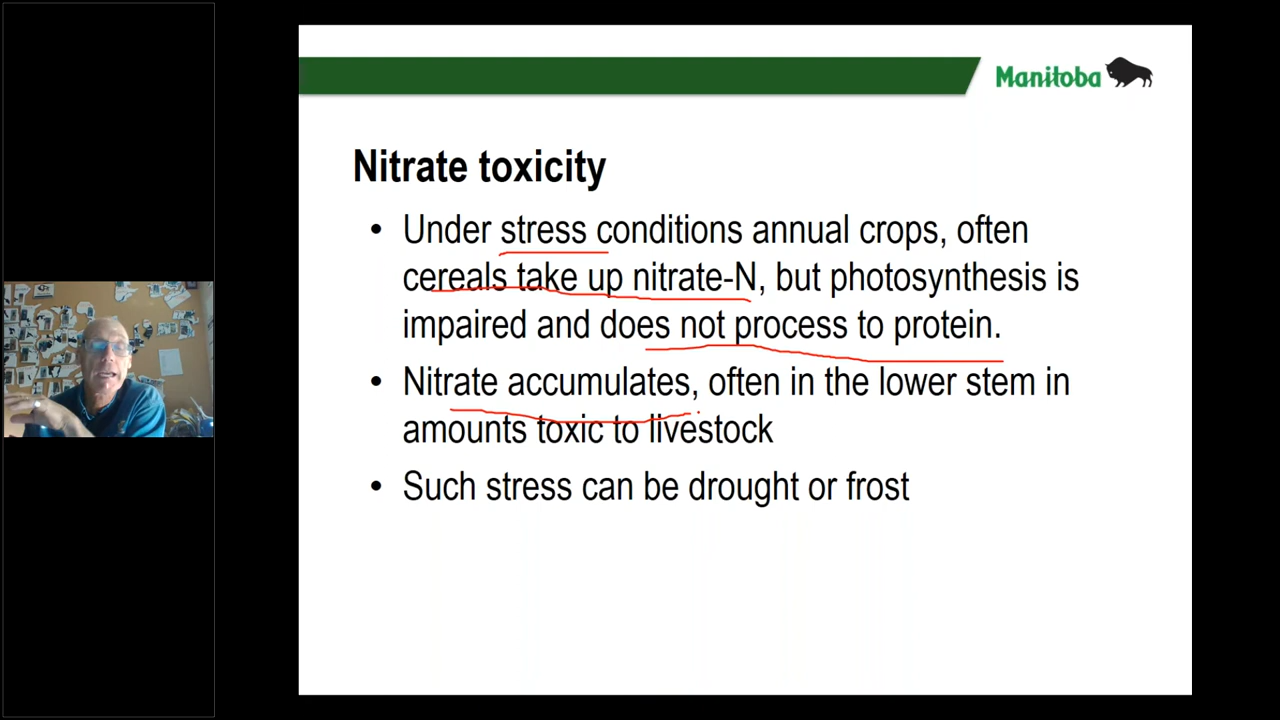 Manitoba
Nitrate toxicity
• Under stress conditions annual crops, often
cereals take up nitrate-N, but photosynthesis is
impaired and does not process to protein.
• Nitrate accumulates, often in the lower stem in
amounts toxic to livestock
• Such stress can be drought or frost